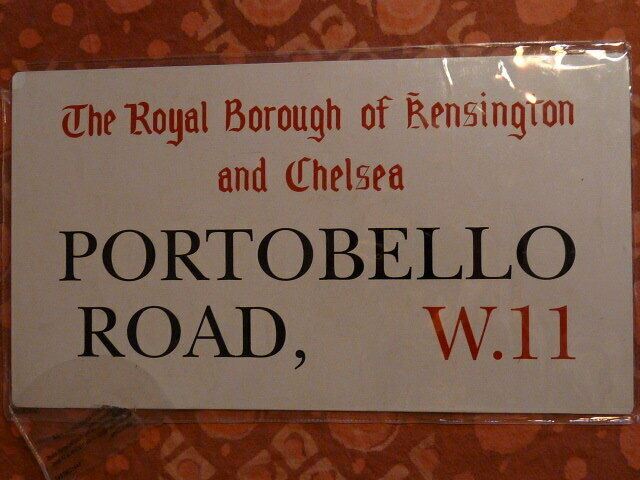 The Royal Borough of Kensington
and Chelsea
PORTOBELLO
ROAD, W.11